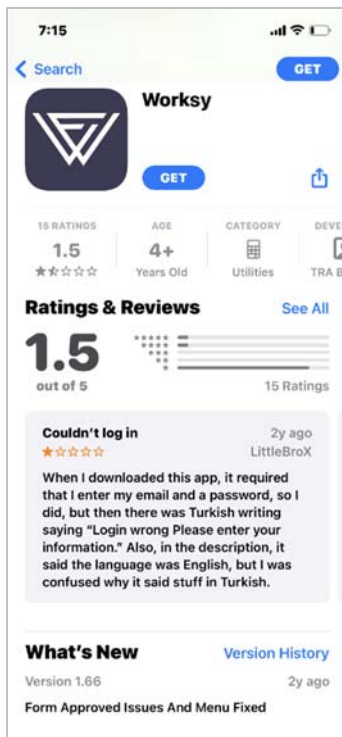 7:15
Search
GET
Worksy
GET
15 RATINGS
AGE
CATEGORY
DEVE
1.5
4+
Years Old
Utilities
TRA B
Ratings & Reviews
See All
1.5
out of 5
15 Ratings
Couldn't log in
2y ago
LittleBroX
When I downloaded this app, it required
that I enter my email and a password, so I
did, but then there was Turkish writing
saying “Login wrong Please enter your
information.” Also, in the description, it
said the language was English, but I was
confused why it said stuff in Turkish.
What's New
Version History
Version 1.66
2y ago
Form Approved Issues And Menu Fixed